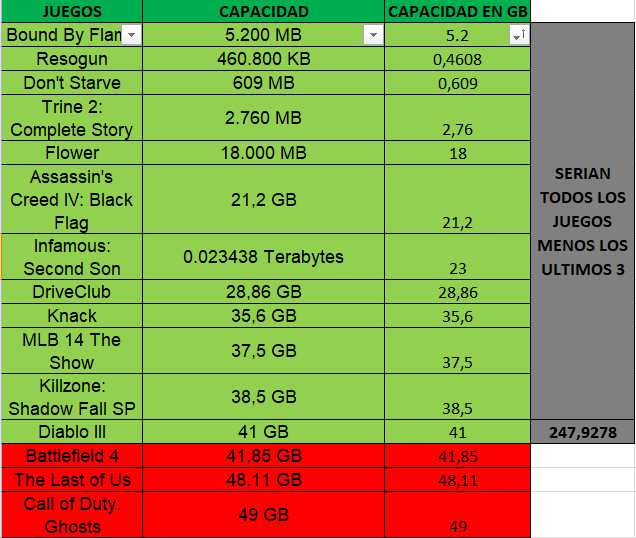 JUEGOS CAPACIDAD CAPACIDAD EN GB
Bound By Flam 5.200 MB 5.2
Resogun 460.800 KB 0,4608
Don't Starve 609 MB 0,609
Trine 2:
Complete Story 2.760 MB 2,76
Flower 18.000 MB 18
Assassin's
Creed IV: Black
Flag 21,2 GB 21,2
Infamous:
Second Son 0.023438 Terabytes 23
DriveClub 28,86 GB 28,86
Knack 35,6 GB 35,6
MLB 14 The
Show 37,5 GB 37,5
Killzone:
Shadow Fall SP 38,5 GB 38,5
SERIAN
TODOS LOS
JUEGOS
MENOS LOS
ULTIMOS 3
Diablo III 41 GB 41 247,9278
Battlefield 4 41,85 GB 41,85
The Last of Us 48,11 GB 48,11
Call of Duty:
Ghosts 49 GB 49